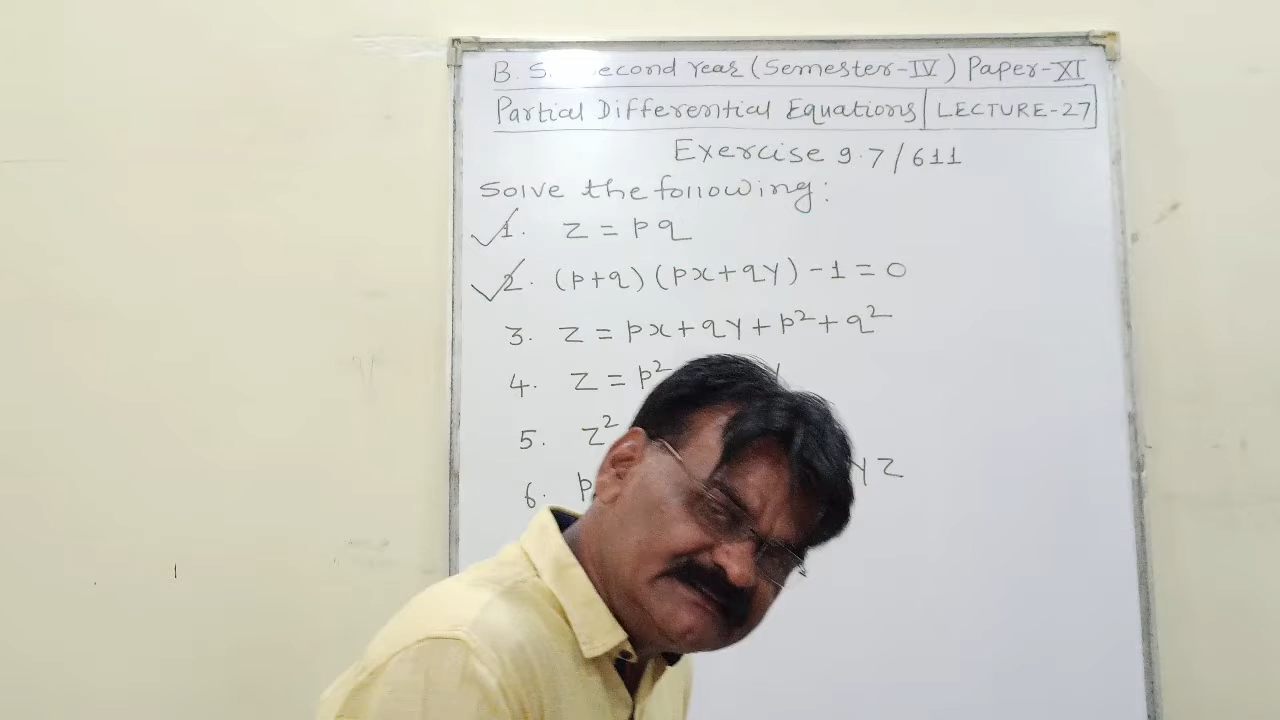 B. S. econd Year (Semester-IV) Paper-XI
Partial Differential Equations | LECTURE-27
Exercise 9.7/611
Solve the following:
1. z = pq
2. (p+q)(px+qy)-1=0
3. z = px+qy+p²+q²
4. z = p²
5. z²
6. p yz